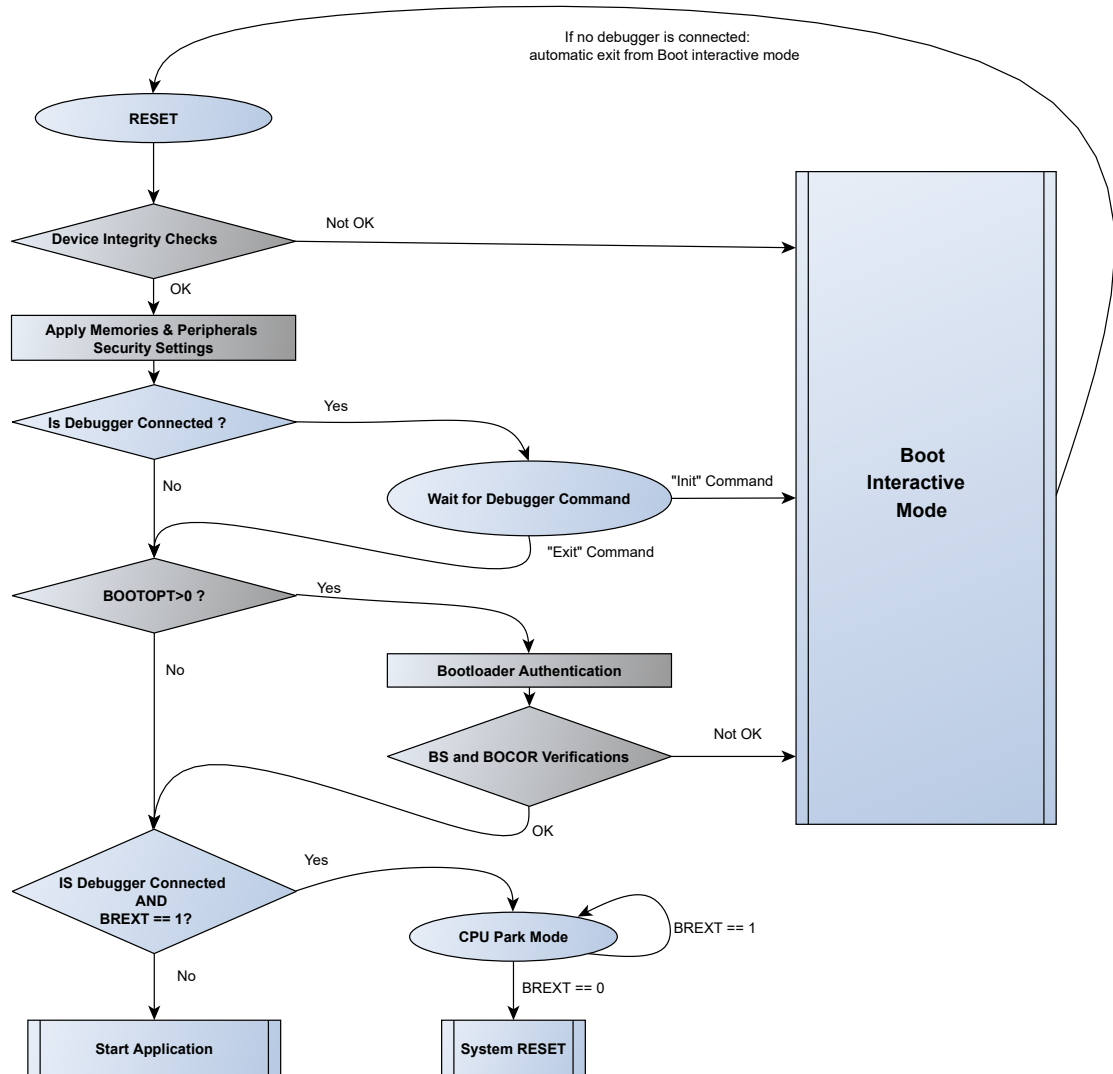 If no debugger is connected:
automatic exit from Boot interactive mode
RESET
Device Integrity Checks
Not OK
OK
Apply Memories & Peripherals
Security Settings
Is Debugger Connected ?
Yes
No
Wait for Debugger Command
"Init" Command
"Exit" Command
Boot
Interactive
Mode
BOOTOPT>0 ?
Yes
No
Bootloader Authentication
BS and BOCOR Verifications
Not OK
OK
IS Debugger Connected
AND
BREXT == 1?
Yes
No
CPU Park Mode
BREXT == 1
BREXT == 0
Start Application
System RESET